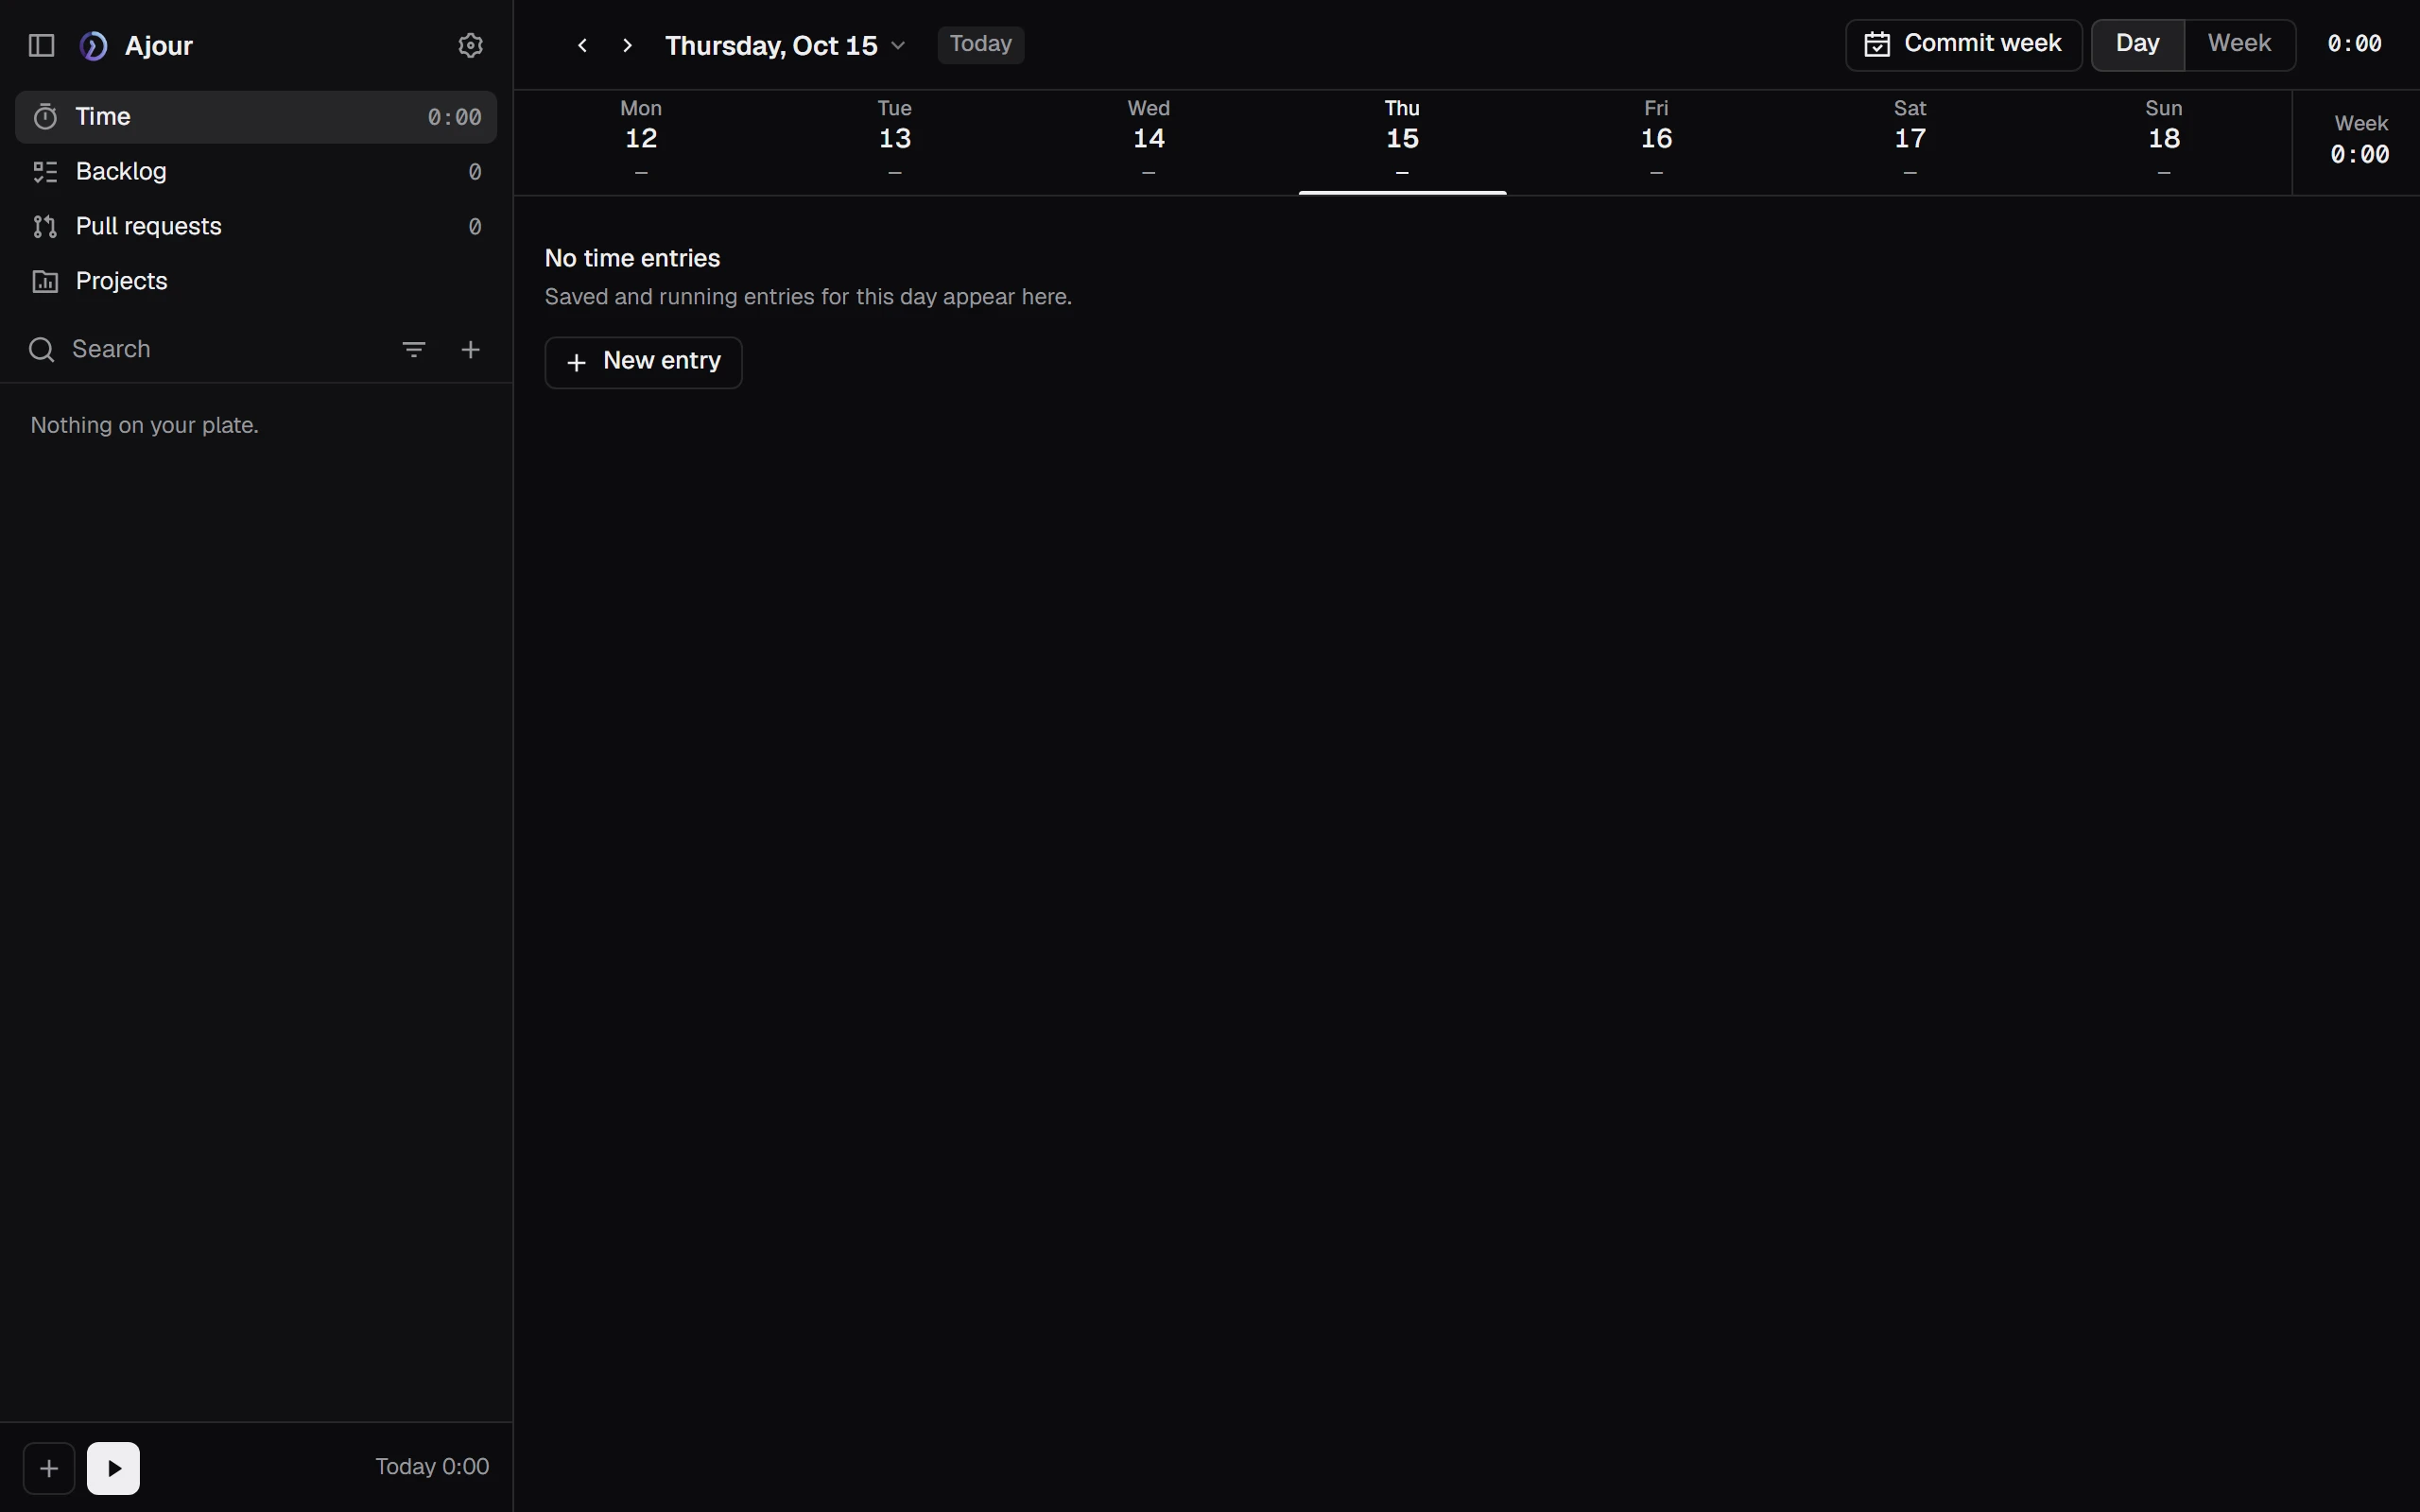 Ajour
Time 0:00
Backlog 0
Pull requests 0
Projects
Search
Nothing on your plate.
Today 0:00
Thursday, Oct 15
Today
Commit week
Day
Week
0:00
Mon
12
–
Tue
13
–
Wed
14
–
Thu
15
–
Fri
16
–
Sat
17
–
Sun
18
–
Week
0:00
No time entries
Saved and running entries for this day appear here.
New entry